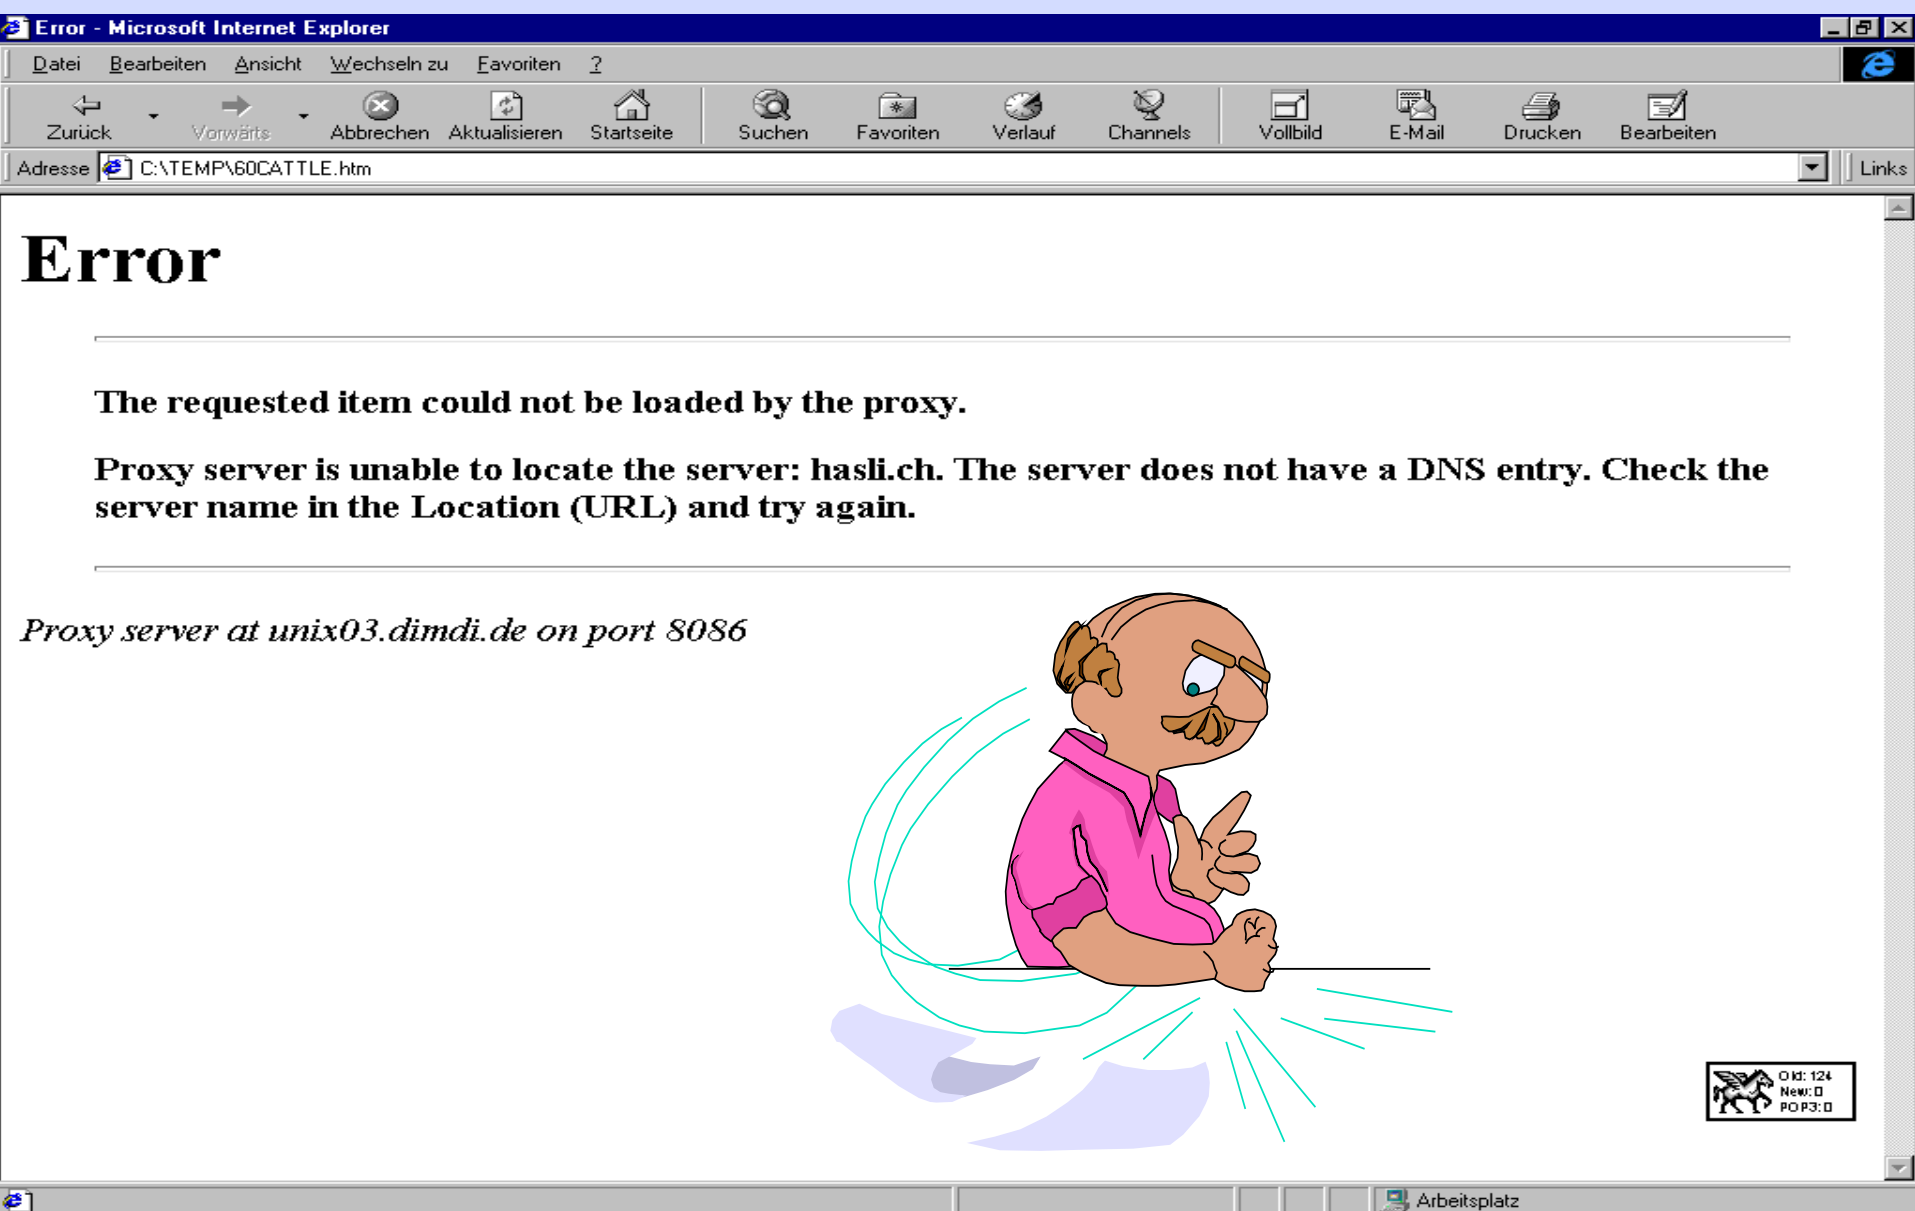 Error - Microsoft Internet Explorer
Datei Bearbeiten Ansicht Wechseln zu Favoriten ?
Zurück Vorwärts Abbrechen Aktualisieren Startseite Suchen Favoriten Verlauf Channels Vollbild E-Mail Drucken Bearbeiten
Adresse C:\TEMP\60CATTLE.htm Links
Error
The requested item could not be loaded by the proxy.
Proxy server is unable to locate the server: hasli.ch. The server does not have a DNS entry. Check the
server name in the Location (URL) and try again.
Proxy server at unix03.dimdi.de on port 8086
Old: 124
New: 0
POP3: 0
Arbeitsplatz